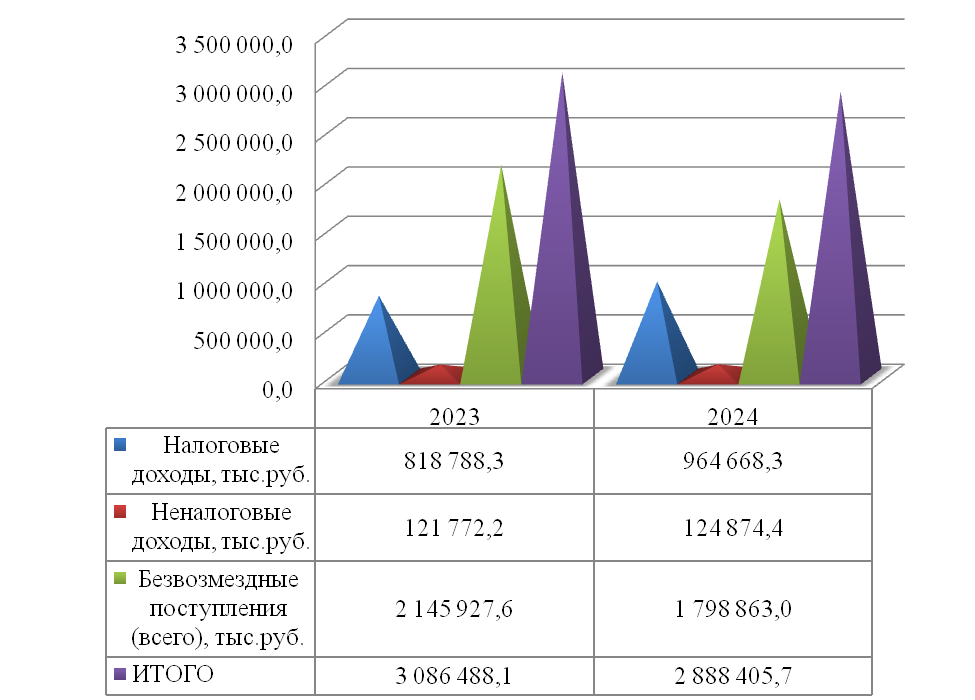 3 500 000,0
3 000 000,0
2 500 000,0
2 000 000,0
1 500 000,0
1 000 000,0
500 000,0
0,0
2023 2024
Налоговые
доходы, тыс.руб. 818 788,3 964 668,3
Неналоговые
доходы, тыс.руб. 121 772,2 124 874,4
Безвозмездные
поступления 2 145 927,6 1 798 863,0
(всего), тыс.руб.
ИТОГО 3 086 488,1 2 888 405,7